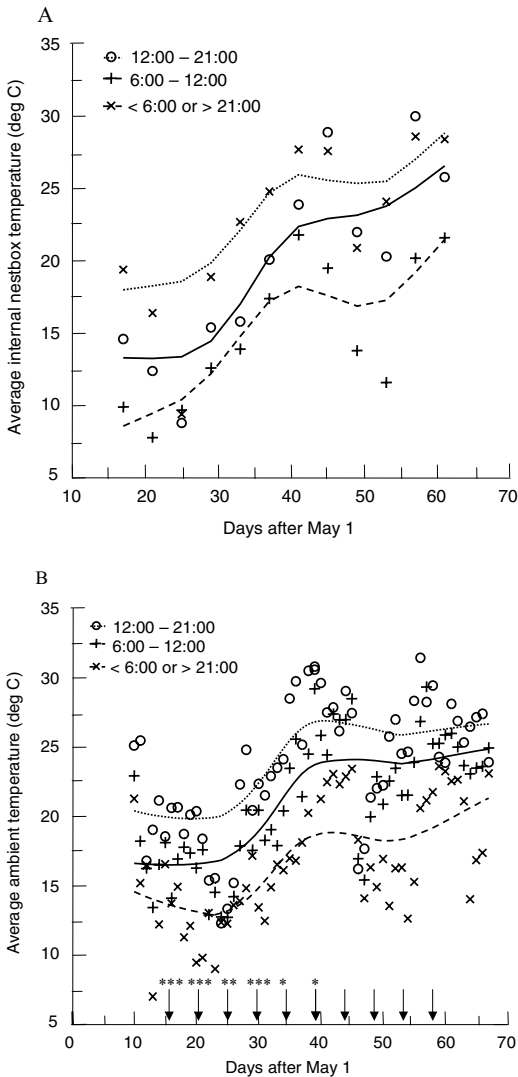 A
35
30
25
20
15
10
5
Average internal nestbox temperature (deg C)
12:00 – 21:00
6:00 – 12:00
< 6:00 or > 21:00
10 20 30 40 50 60 70
Days after May 1
B
35
30
25
20
15
10
5
Average ambient temperature (deg C)
12:00 – 21:00
6:00 – 12:00
< 6:00 or > 21:00
*** *** ** *** * *
0 10 20 30 40 50 60 70
Days after May 1